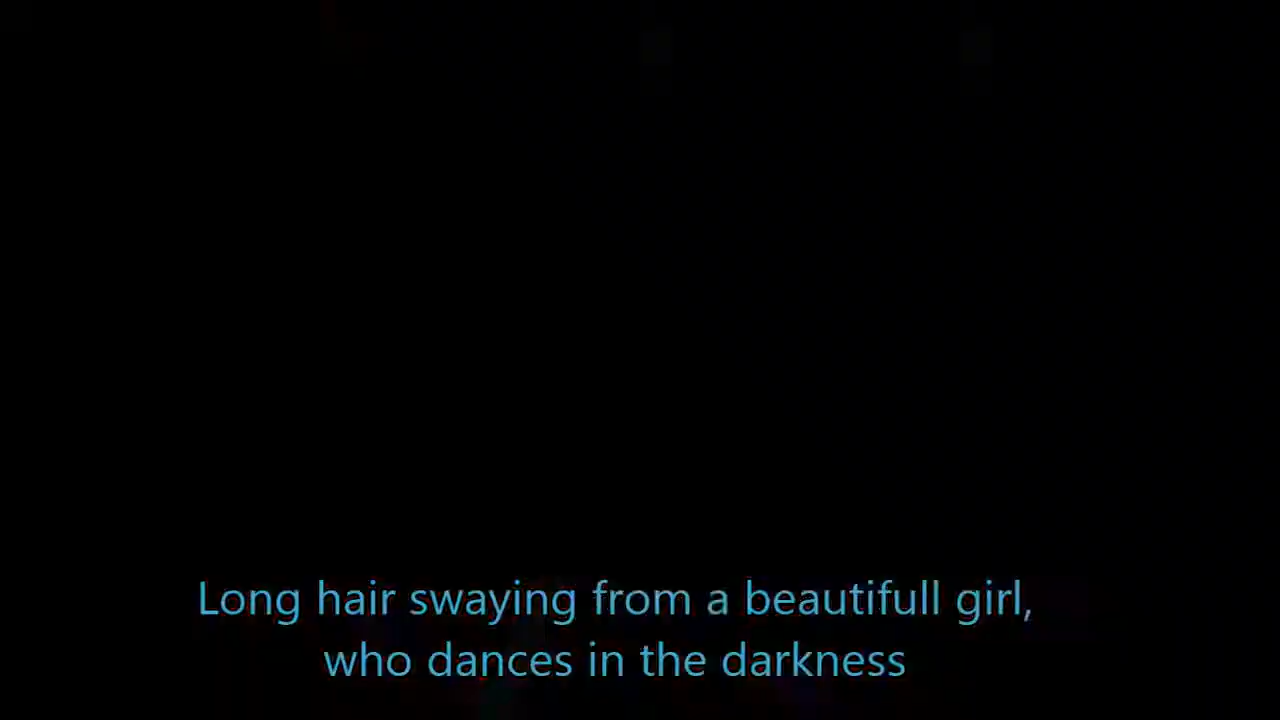 Long hair swaying from a beautifull girl,
who dances in the darkness